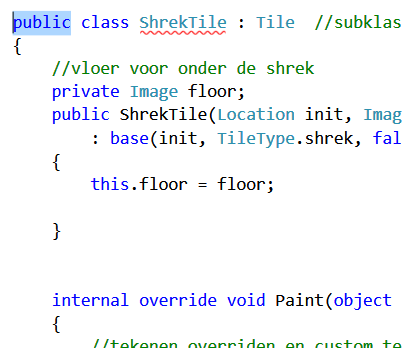 public class ShrekTile : Tile //subklas
{
//vloer voor onder de shrek
private Image floor;
public ShrekTile(Location init, Imag
: base(init, TileType.shrek, fal
{
this.floor = floor;
}
internal override void Paint(object
{
//tekenen overriden en custom te